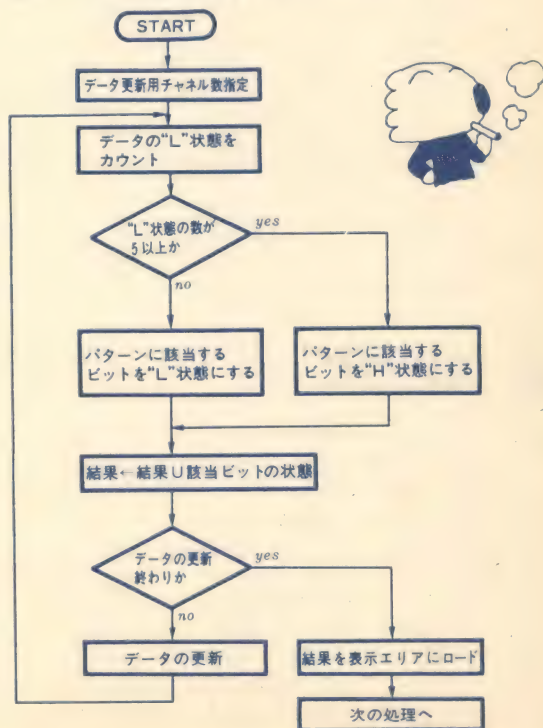 START
データ更新用チャネル数指定
データの“L”状態を
カウント
“L”状態の数が
5以上か
yes
no
パターンに該当する
ビットを“L”状態にする
パターンに該当する
ビットを“H”状態にする
結果←結果∪該当ビットの状態
データの更新
終わりか
yes
no
データの更新
結果を表示エリアにロード
次の処理へ